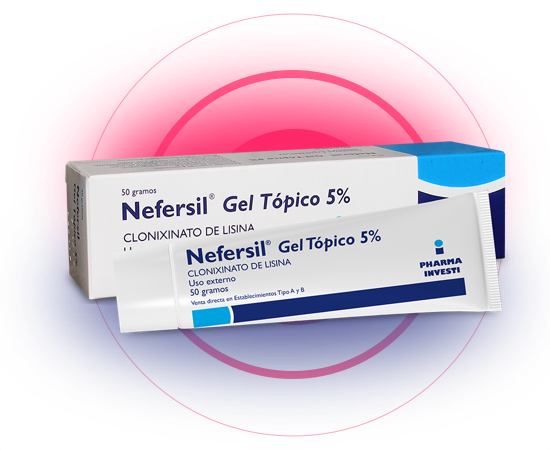 50 gramos
Nefersil® Gel Tópico 5%
CLONIXINATO DE LISINA
Nefersil® Gel Tópico 5%
CLONIXINATO DE LISINA
Uso externo
50 gramos
Venta directa en Establecimientos Tipo A y B
PHARMA
INVESTI